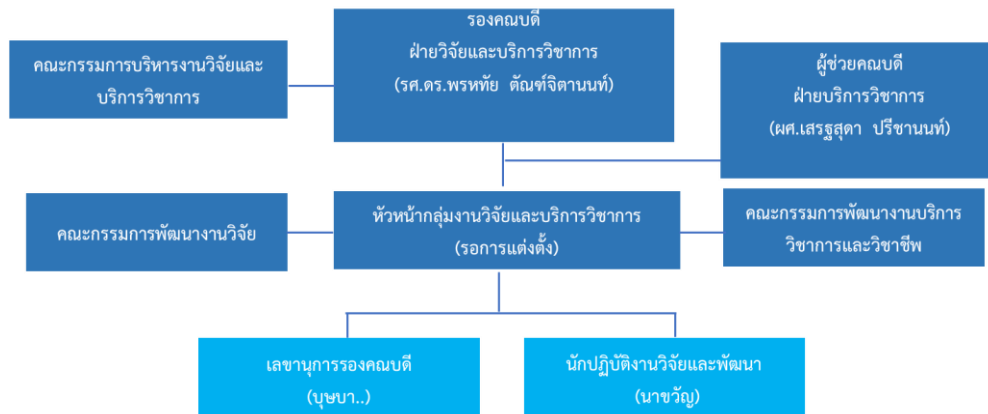 รองคณบดี
ฝ่ายวิจัยและบริการวิชาการ
(รศ.ดร.พรหทัย ตัณฑ์จิตานนท์)
คณะกรรมการบริหารงานวิจัยและ
บริการวิชาการ
ผู้ช่วยคณบดี
ฝ่ายบริการวิชาการ
(ผศ.เสรฐสุดา ปรีชานนท์)
คณะกรรมการพัฒนางานวิจัย
หัวหน้ากลุ่มงานวิจัยและบริการวิชาการ
(รอการแต่งตั้ง)
คณะกรรมการพัฒนางานบริการ
วิชาการและวิชาชีพ
เลขานุการรองคณบดี
(บุษบา..)
นักปฏิบัติงานวิจัยและพัฒนา
(นาขวัญ)